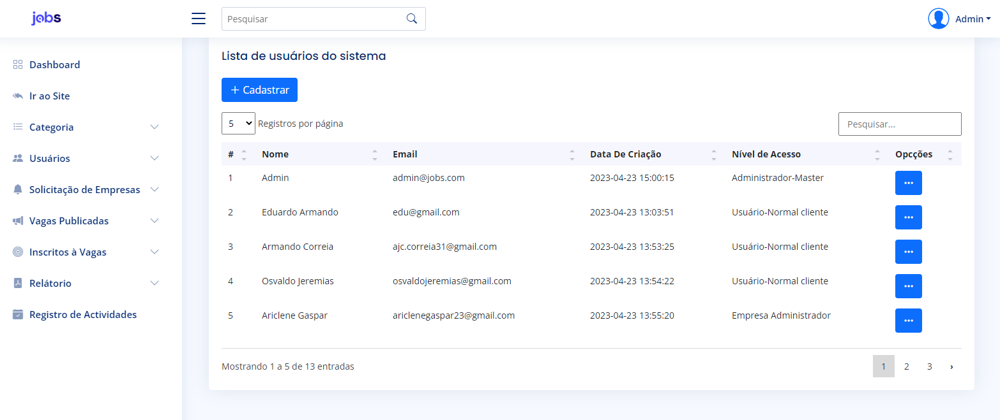 jobs
Pesquisar
Admin
Dashboard
Ir ao Site
Categoria
Usuários
Solicitação de Empresas
Vagas Publicadas
Inscritos à Vagas
Relátorio
Registro de Actividades
Lista de usuários do sistema
+ Cadastrar
5 Registros por página
Pesquisar...
# Nome Email Data De Criação Nível de Acesso Opcções
1 Admin admin@jobs.com 2023-04-23 15:00:15 Administrador-Master ...
2 Eduardo Armando edu@gmail.com 2023-04-23 13:03:51 Usuário-Normal cliente ...
3 Armando Correia ajc.correia31@gmail.com 2023-04-23 13:53:25 Usuário-Normal cliente ...
4 Osvaldo Jeremias osvaldojeremias@gmail.com 2023-04-23 13:54:22 Usuário-Normal cliente ...
5 Ariclene Gaspar ariclenegaspar23@gmail.com 2023-04-23 13:55:20 Empresa Administrador ...
Mostrando 1 a 5 de 13 entradas
1 2 3 ›